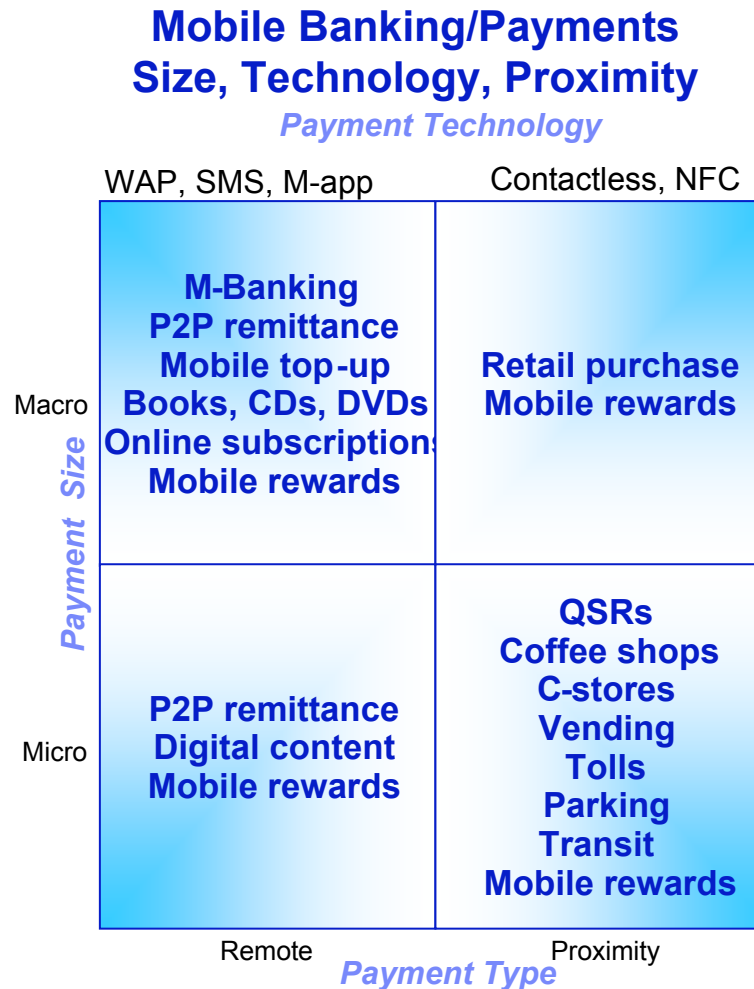 Mobile Banking/Payments
Size, Technology, Proximity
Payment Technology
WAP, SMS, M-app
Contactless, NFC
Payment Size
Macro
M-Banking
P2P remittance
Mobile top-up
Books, CDs, DVDs
Online subscriptions
Mobile rewards
Retail purchase
Mobile rewards
Micro
P2P remittance
Digital content
Mobile rewards
QSRs
Coffee shops
C-stores
Vending
Tolls
Parking
Transit
Mobile rewards
Remote
Proximity
Payment Type